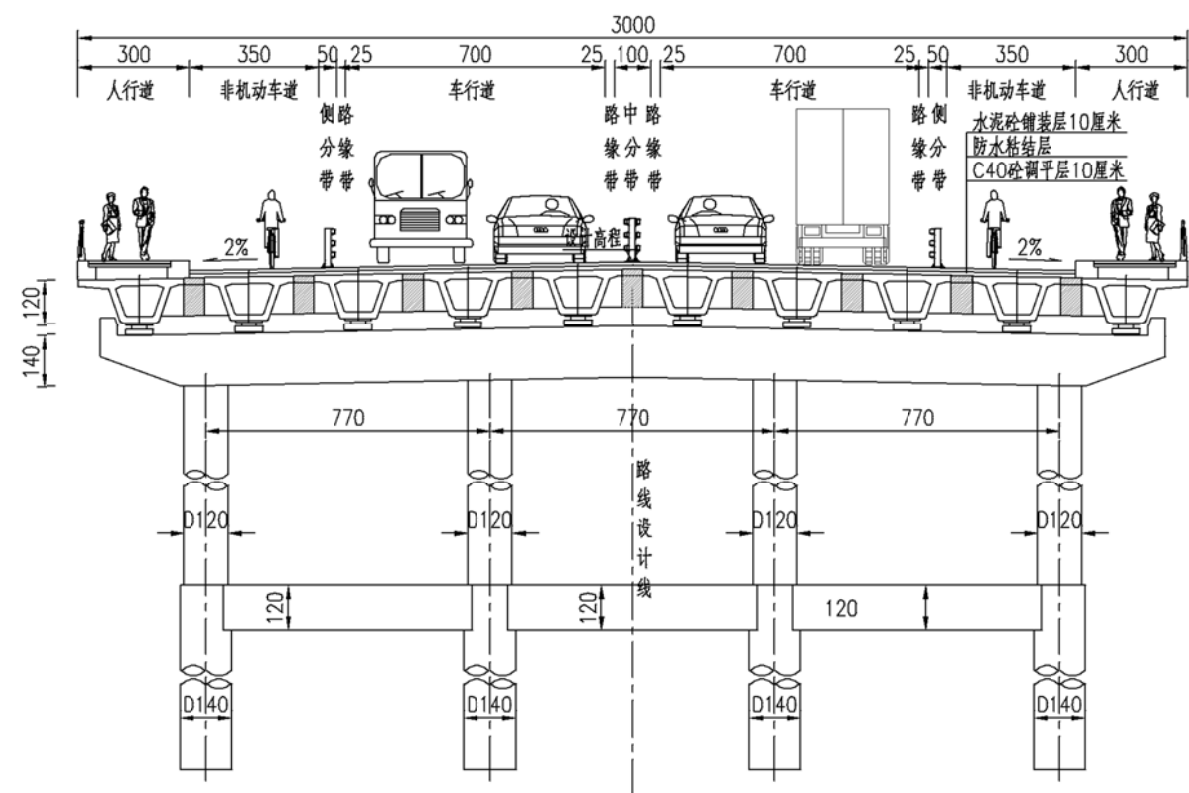 3000
300 350 50 25 700 25 100 25 700 25 50 350 300
人行道 非机动车道 车行道 车行道 非机动车道 人行道
侧分带
路缘带
路缘带
中分带
路缘带
路缘带
侧分带
水泥砼铺装层10厘米
防水粘结层
C40砼调平层10厘米
设计高程
2% 2%
120
140
770 770 770
路线设计线
D120 D120 D120 D120
120 120 120
D140 D140 D140 D140